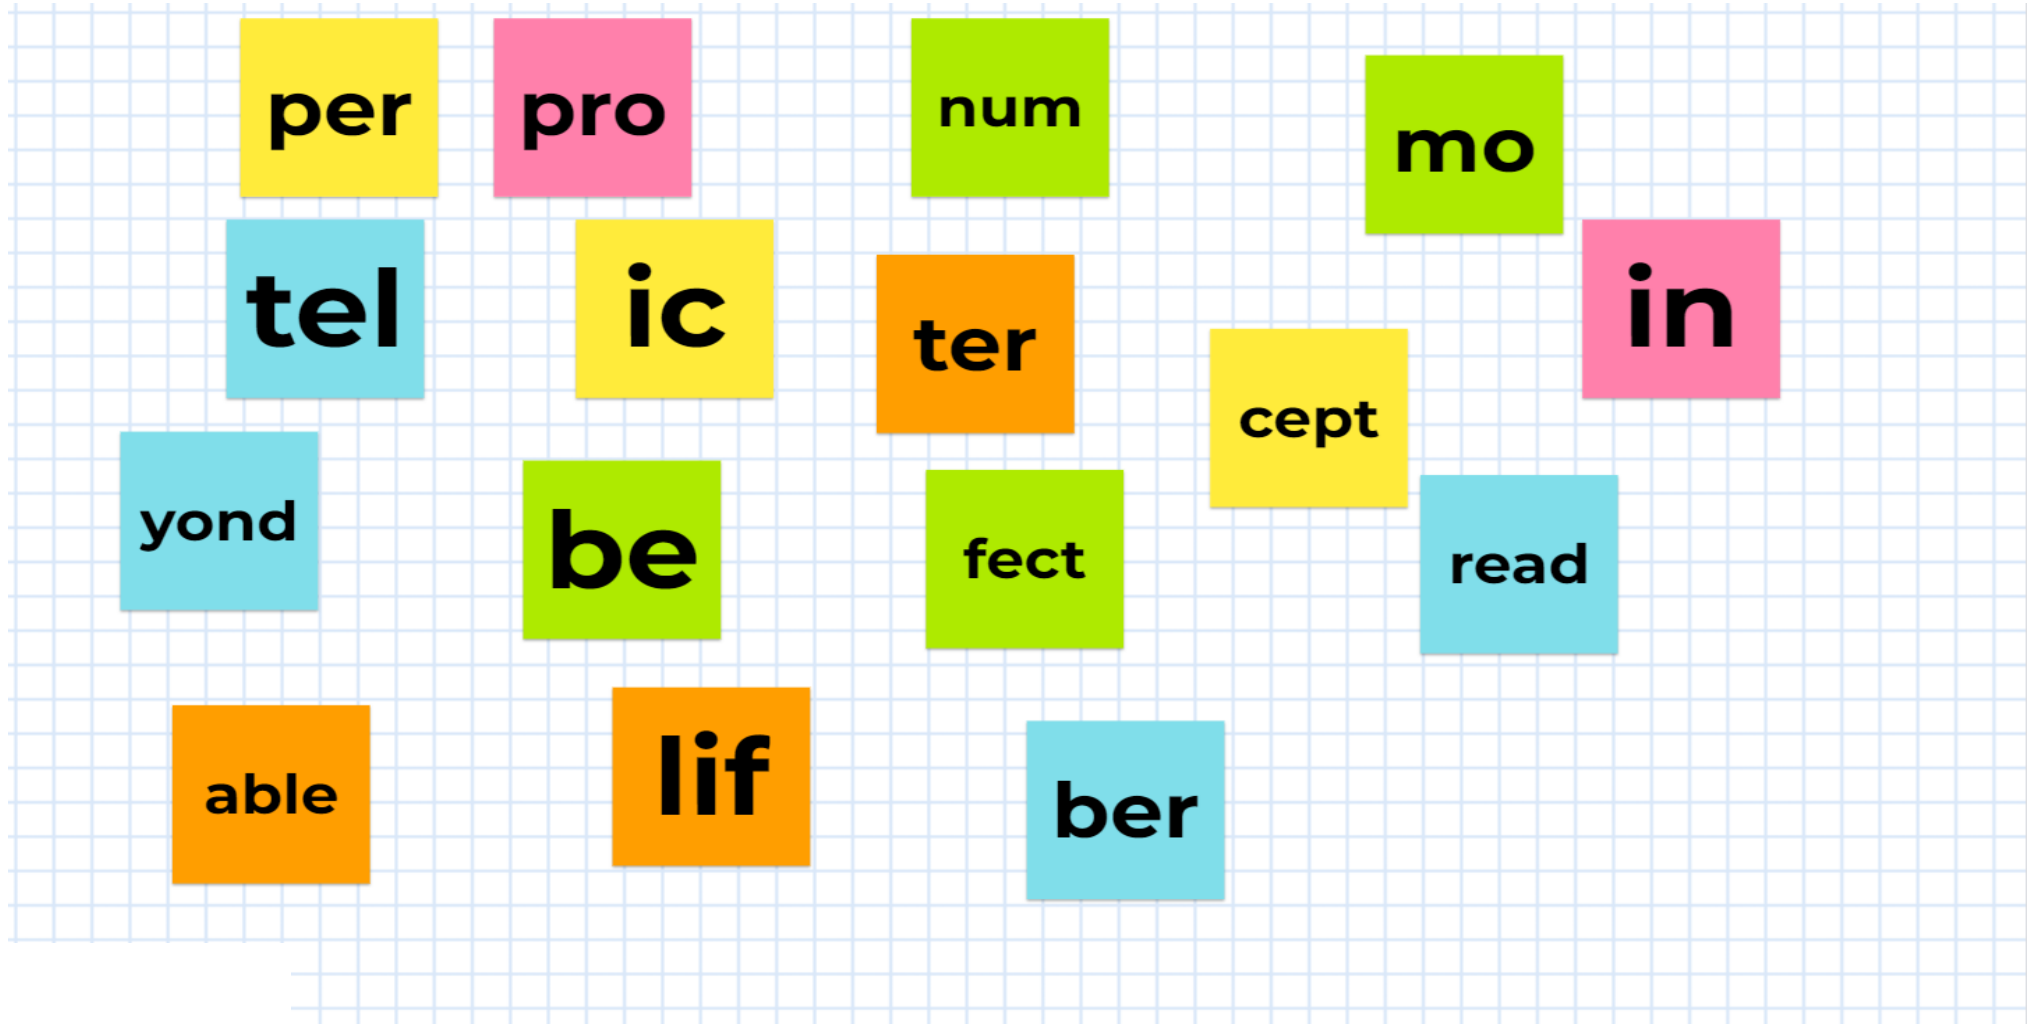 per
pro
num
mo
tel
ic
ter
in
cept
yond
be
fect
read
able
lif
ber